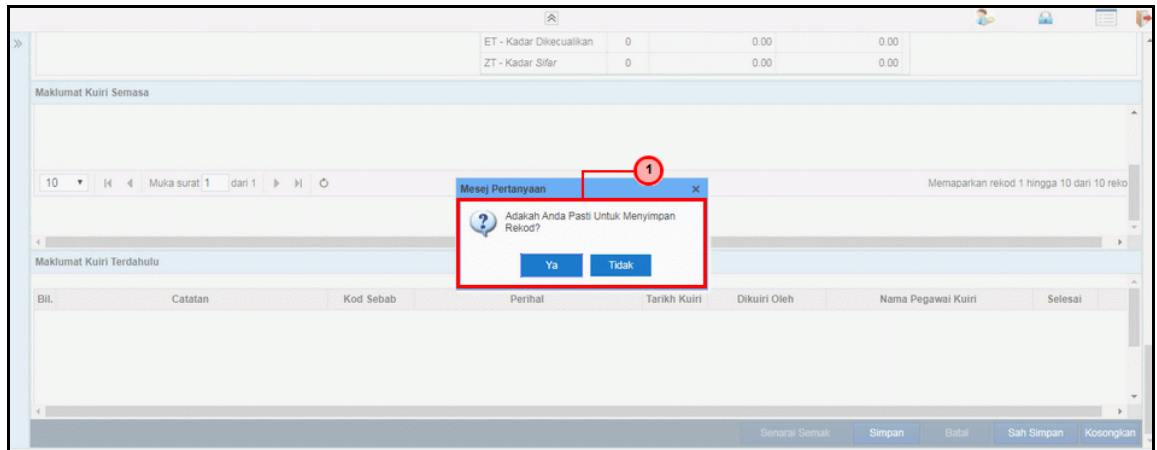 ET - Kadar Dikecualikan 0 0.00 0.00
ZT - Kadar Sifar 0 0.00 0.00
Maklumat Kuiri Semasa
10 Muka surat 1 dari 1 Memaparkan rekod 1 hingga 10 dari 10 reko
1
Mesej Pertanyaan
Adakah Anda Pasti Untuk Menyimpan
Rekod?
Ya Tidak
Maklumat Kuiri Terdahulu
Bil. Catatan Kod Sebab Perihal Tarikh Kuiri Dikuiri Oleh Nama Pegawai Kuiri Selesai
Senarai Semak Simpan Batal Sah Simpan Kosongkan